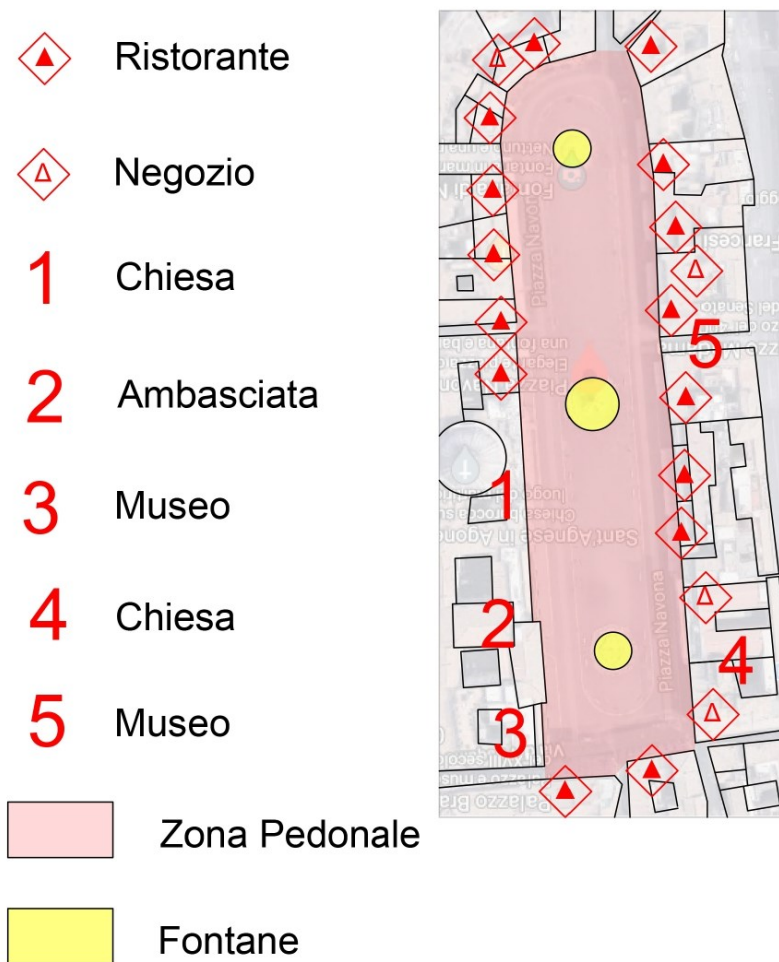 Ristorante
Negozio
1 Chiesa
2 Ambasciata
3 Museo
4 Chiesa
5 Museo
Zona Pedonale
Fontane
Piazza Navona
5
1
Sant'Agnese in Agone
2
Piazza Navona
4
3